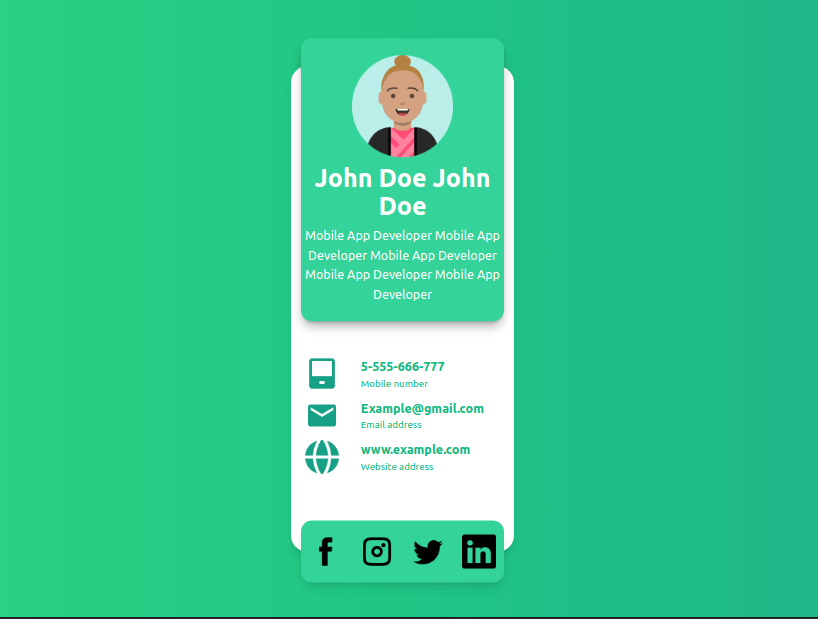 John Doe John
Doe
Mobile App Developer Mobile App
Developer Mobile App Developer
Mobile App Developer Mobile App
Developer
5-555-666-777
Mobile number
Example@gmail.com
Email address
www.example.com
Website address
in